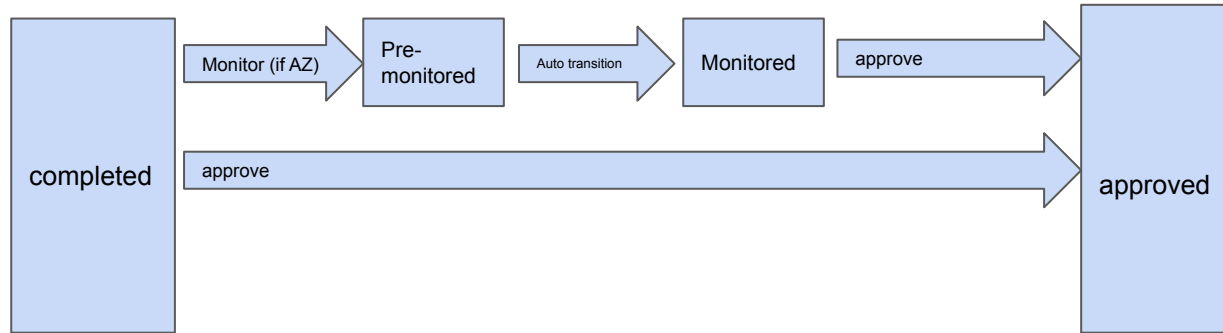 completed
Monitor (if AZ)
Pre-
monitored
Auto transition
Monitored
approve
approve
approved